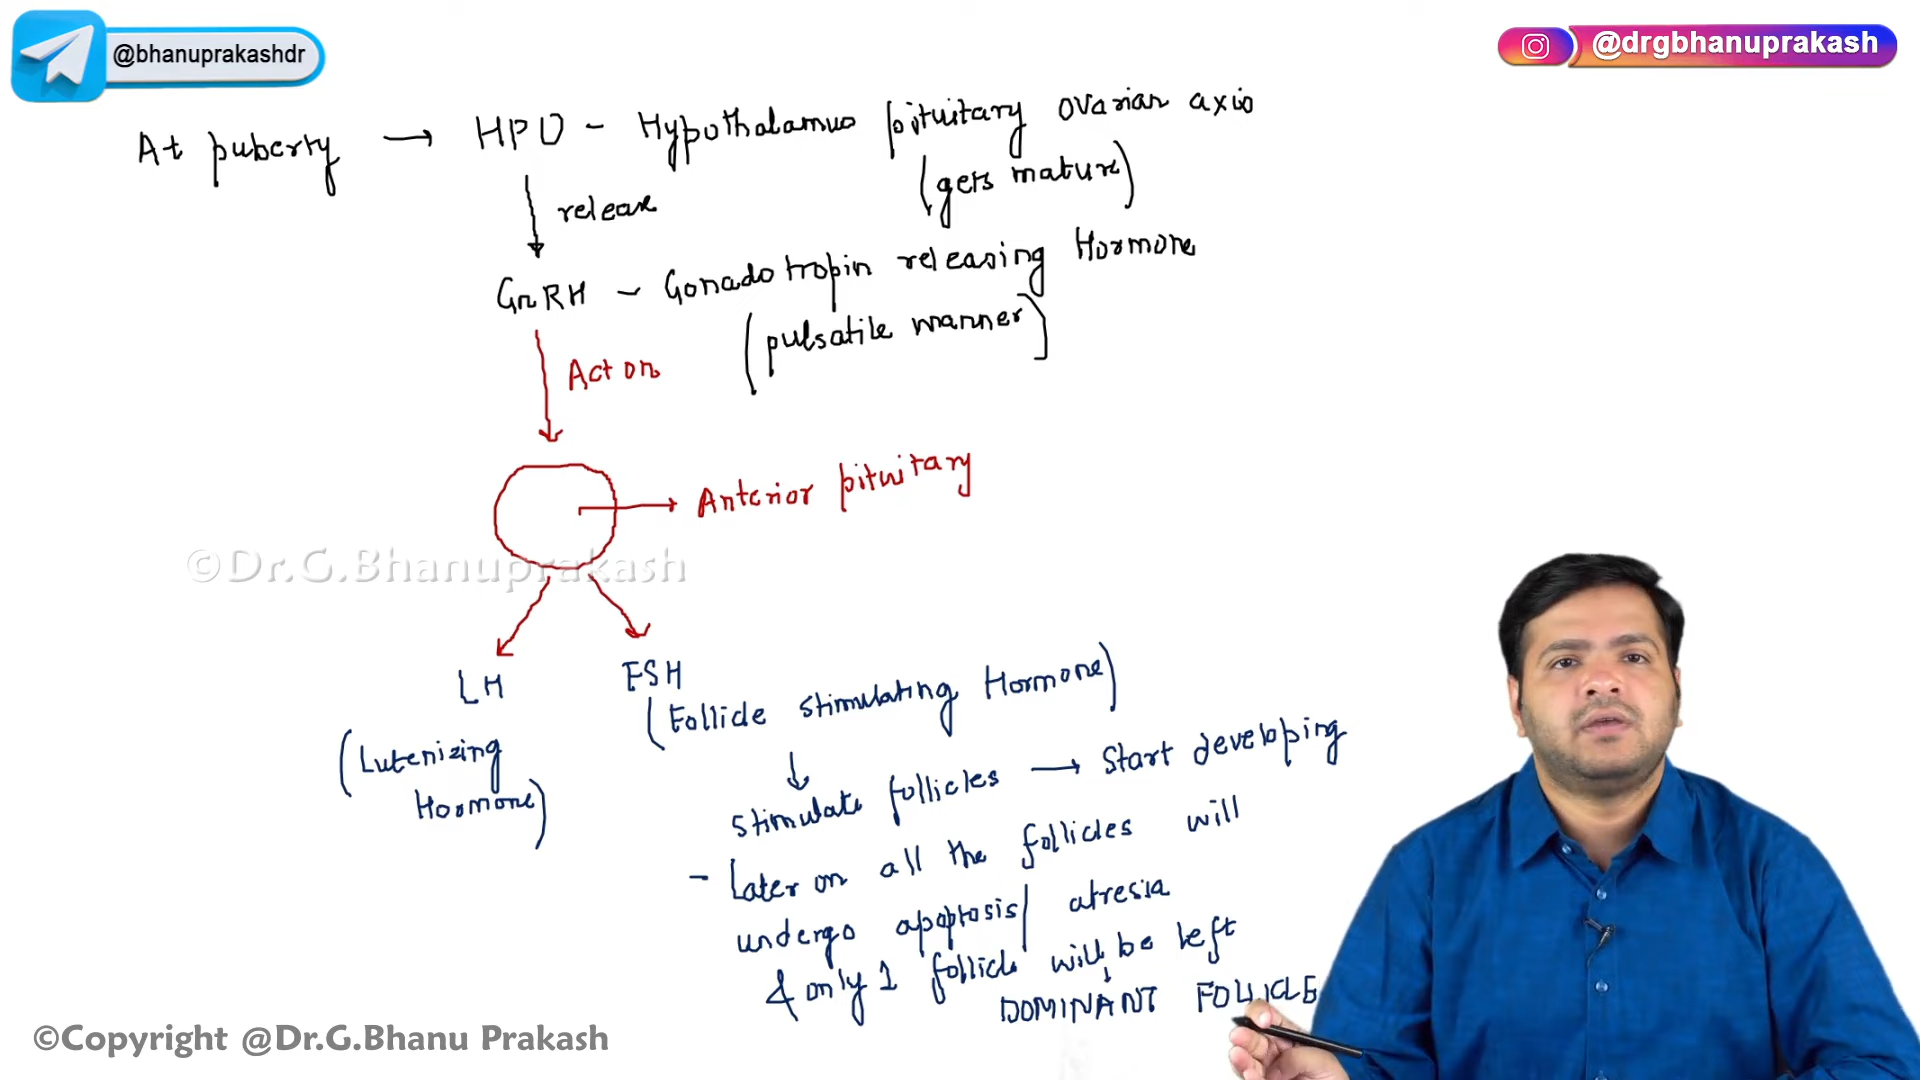 @bhanuprakashdr
@drgbhanuprakash
At puberty → HPO - Hypothalamus pituitary ovarian axis
(gets mature)
release
GnRH - Gonadotropin releasing Hormone
(pulsatile manner)
Act on
Anterior pituitary
©Dr.G.Bhanuprakash
LH
FSH
(Follicle stimulating Hormone)
(Lutenizing
Hormone)
stimulate follicles → Start developing
- Later on all the follicles will
undergo apoptosis/ atresia
& only 1 follicle will be left
DOMINANT FOLLICLE
©Copyright @Dr.G.Bhanu Prakash